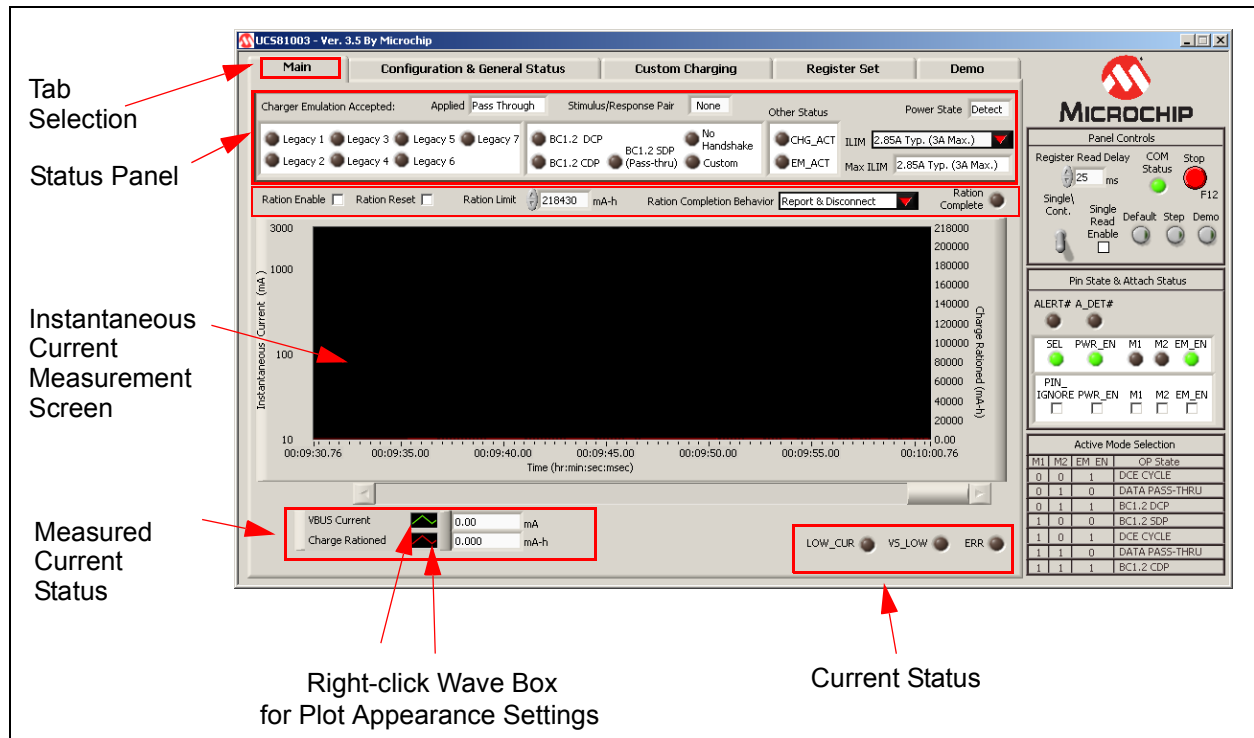 UCS81003 - Ver. 3.5 By Microchip
Main Configuration & General Status Custom Charging Register Set Demo
Tab
Selection
Status Panel
Instantaneous
Current
Measurement
Screen
Measured
Current
Status
Charger Emulation Accepted: Applied Pass Through Stimulus/Response Pair None Other Status Power State Detect
Legacy 1 Legacy 3 Legacy 5 Legacy 7
Legacy 2 Legacy 4 Legacy 6
BC1.2 DCP
BC1.2 CDP
BC1.2 SDP
(Pass-thru)
No
Handshake
Custom
CHG_ACT
EM_ACT
ILIM 2.85A Typ. (3A Max.)
Max ILIM 2.85A Typ. (3A Max.)
Ration Enable Ration Reset Ration Limit 218430 mA-h Ration Completion Behavior Report & Disconnect Ration
Complete
Instantaneous Current (mA)
3000
1000
100
10
218000
200000
180000
160000
140000
120000
100000
80000
60000
40000
20000
0.00
Charge Rationed (mA-h)
00:09:30.76 00:09:35.00 00:09:40.00 00:09:45.00 00:09:50.00 00:09:55.00 00:10:00.76
Time (hr:min:sec:msec)
VBUS Current 0.00 mA
Charge Rationed 0.000 mA-h
LOW_CUR VS_LOW ERR
MICROCHIP
Panel Controls
Register Read Delay
25 ms
COM
Status
Stop
F12
Single\
Cont.
Single
Read
Enable
Default Step Demo
Pin State & Attach Status
ALERT# A_DET#
SEL PWR_EN M1 M2 EM_EN
PIN_
IGNORE PWR_EN M1 M2 EM_EN
Active Mode Selection
M1 M2 EM_EN OP State
0 0 1 DCE CYCLE
0 1 0 DATA PASS-THRU
0 1 1 BC1.2 DCP
1 0 0 BC1.2 SDP
1 0 1 DCE CYCLE
1 1 0 DATA PASS-THRU
1 1 1 BC1.2 CDP
Right-click Wave Box
for Plot Appearance Settings
Current Status